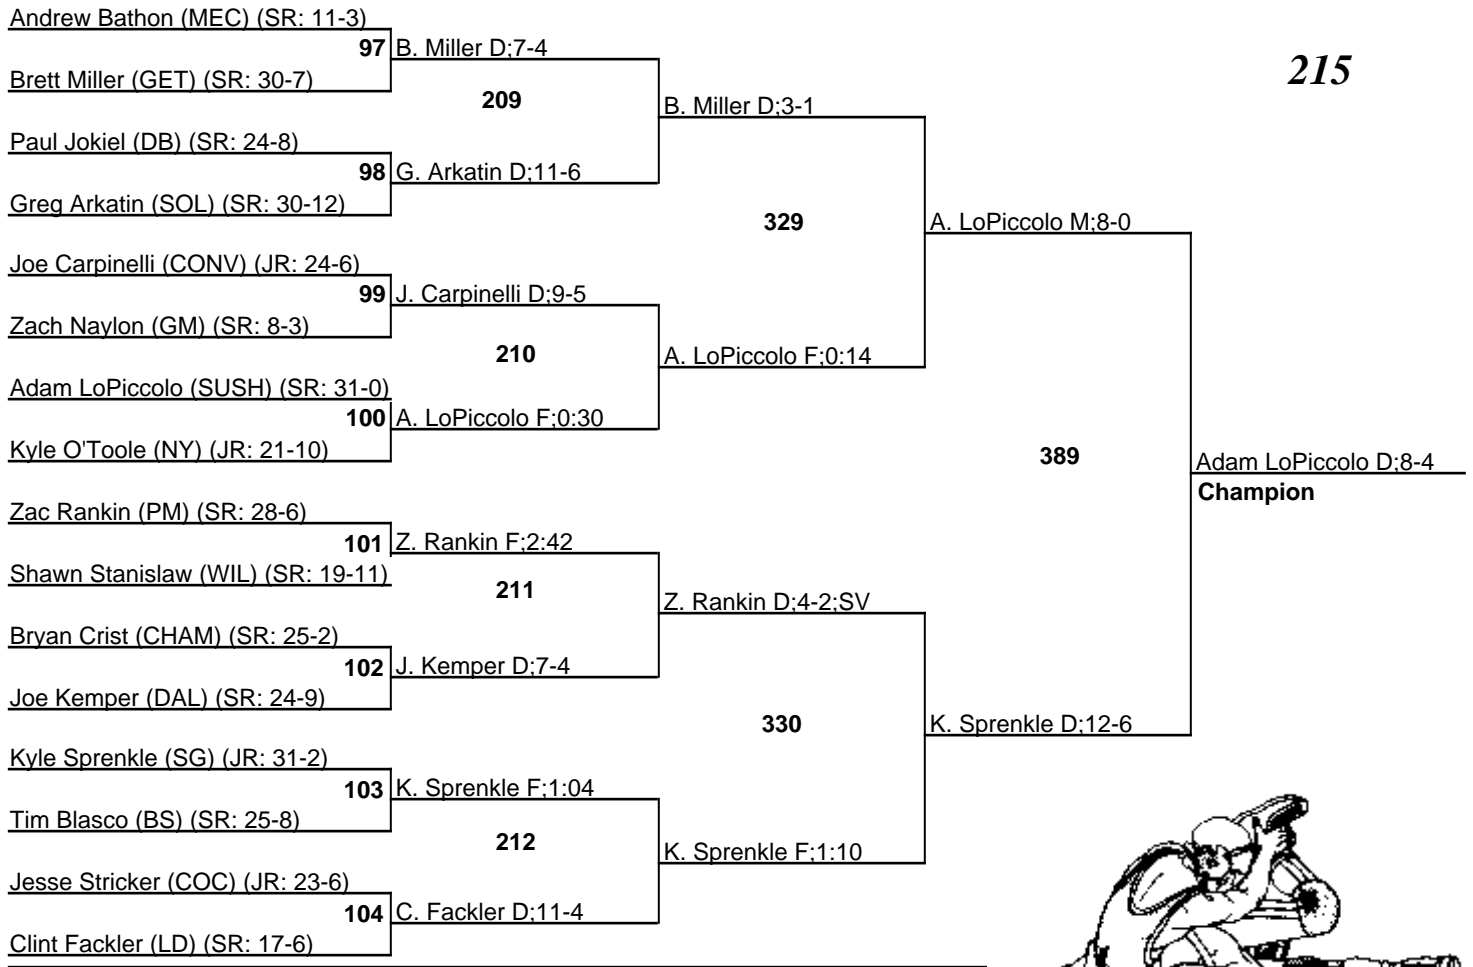 Andrew Bathon (MEC) (SR: 11-3)
97 B. Miller D;7-4
Brett Miller (GET) (SR: 30-7)
209
B. Miller D;3-1
215
Paul Jokiel (DB) (SR: 24-8)
98 G. Arkatin D;11-6
Greg Arkatin (SOL) (SR: 30-12)
329
A. LoPiccolo M;8-0
Joe Carpinelli (CONV) (JR: 24-6)
99 J. Carpinelli D;9-5
Zach Naylon (GM) (SR: 8-3)
210
A. LoPiccolo F;0:14
Adam LoPiccolo (SUSH) (SR: 31-0)
100 A. LoPiccolo F;0:30
Kyle O'Toole (NY) (JR: 21-10)
389
Adam LoPiccolo D;8-4
Champion
Zac Rankin (PM) (SR: 28-6)
101 Z. Rankin F;2:42
Shawn Stanislaw (WIL) (SR: 19-11)
211
Z. Rankin D;4-2;SV
Bryan Crist (CHAM) (SR: 25-2)
102 J. Kemper D;7-4
Joe Kemper (DAL) (SR: 24-9)
330
K. Sprenkle D;12-6
Kyle Sprenkle (SG) (JR: 31-2)
103 K. Sprenkle F;1:04
Tim Blasco (BS) (SR: 25-8)
212
K. Sprenkle F;1:10
Jesse Stricker (COC) (JR: 23-6)
104 C. Fackler D;11-4
Clint Fackler (LD) (SR: 17-6)